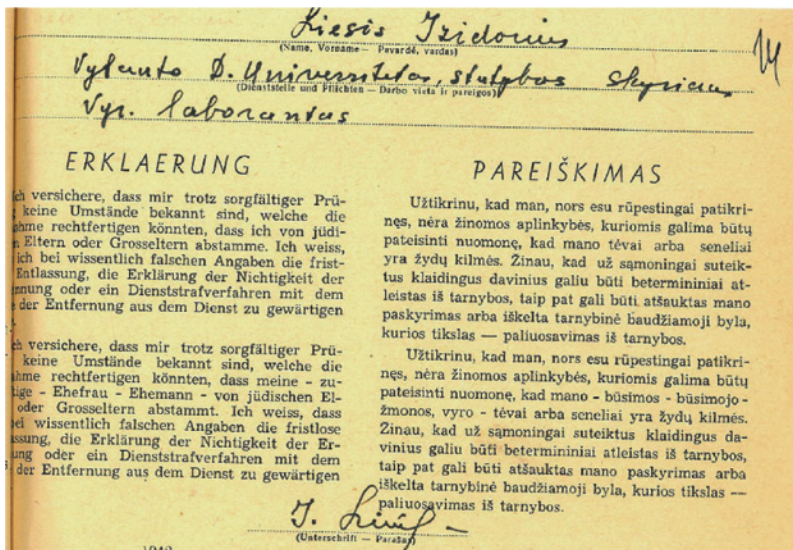 Liesis Izidorius
(Name, Vorname — Pavardė, vardas)
Vytauto D. Universitetas, statybos skyriaus
(Dienststelle und Pflichten — Darbo vieta ir pareigos)
Vyr. laborantas
ERKLAERUNG
ch versichere, dass mir trotz sorgfältiger Prü-
keine Umstände bekannt sind, welche die
hme rechtfertigen könnten, dass ich von jüdi-
n Eltern oder Grosseltern abstamme. Ich weiss,
ich bei wissentlich falschen Angaben die frist-
Entlassung, die Erklärung der Nichtigkeit der
nnung oder ein Dienststrafverfahren mit dem
der Entfernung aus dem Dienst zu gewärtigen
ch versichere, dass mir trotz sorgfältiger Prü-
keine Umstände bekannt sind, welche die
hme rechtfertigen könnten, dass meine - zu-
tige - Ehefrau - Ehemann - von jüdischen El-
oder Grosseltern abstammt. Ich weiss, dass
bei wissentlich falschen Angaben die fristlose
ssung, die Erklärung der Nichtigkeit der Er-
ung oder ein Dienststrafverfahren mit dem
der Entfernung aus dem Dienst zu gewärtigen
PAREIŠKIMAS
Užtikrinu, kad man, nors esu rūpestingai patikri-
nęs, nėra žinomos aplinkybės, kuriomis galima būtų
pateisinti nuomonę, kad mano tėvai arba seneliai
yra žydų kilmės. Žinau, kad už sąmoningai suteik-
tus klaidingus davinius galiu būti betermininiai at-
leistas iš tarnybos, taip pat gali būti atšauktas mano
paskyrimas arba iškelta tarnybinė baudžiamoji byla,
kurios tikslas — paliuosavimas iš tarnybos.
Užtikrinu, kad man, nors esu rūpestingai patikri-
nęs, nėra žinomos aplinkybės, kuriomis galima būtų
pateisinti nuomonę, kad mano - būsimos - būsimojo -
žmonos, vyro - tėvai arba seneliai yra žydų kilmės.
Žinau, kad už sąmoningai suteiktus klaidingus da-
vinius galiu būti betermininiai atleistas iš tarnybos,
taip pat gali būti atšauktas mano paskyrimas arba
iškelta tarnybinė baudžiamoji byla, kurios tikslas —
paliuosavimas iš tarnybos.
(Unterschrift — Parašas)